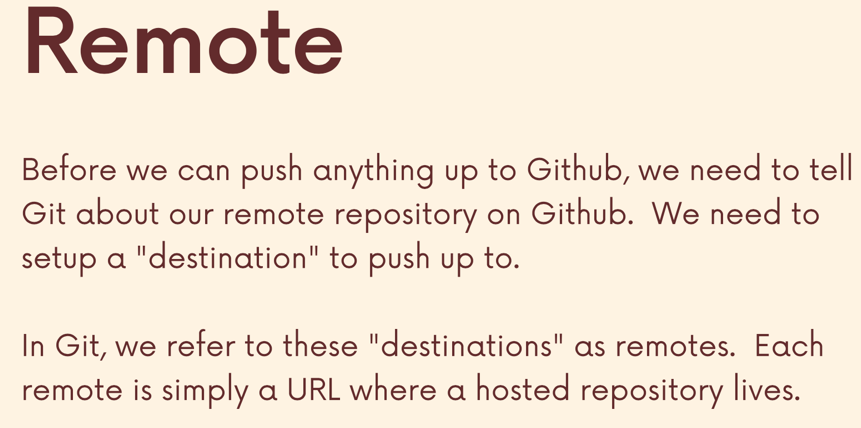 Remote
Before we can push anything up to Github, we need to tell
Git about our remote repository on Github.  We need to
setup a "destination" to push up to.
In Git, we refer to these "destinations" as remotes.  Each
remote is simply a URL where a hosted repository lives.